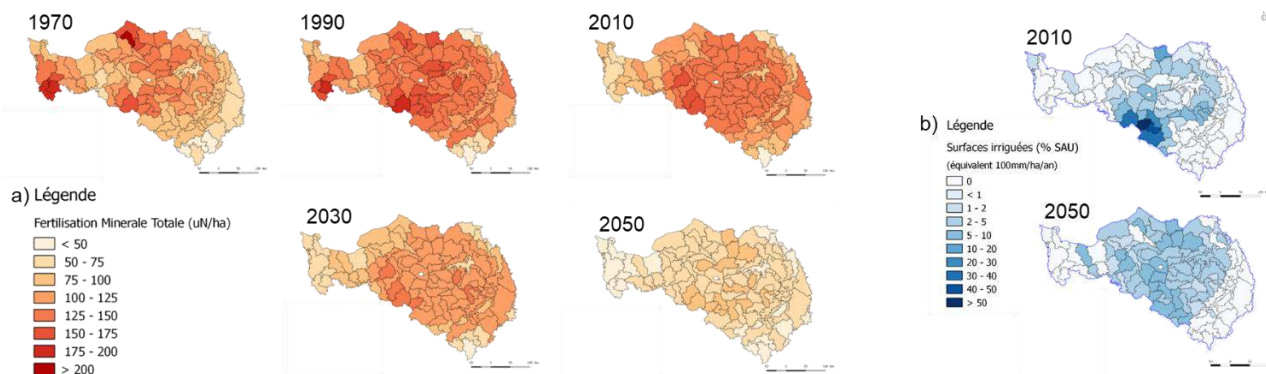 1970
1990
2010
a) Légende
Fertilisation Minerale Totale (uN/ha)
< 50
50 - 75
75 - 100
100 - 125
125 - 150
150 - 175
175 - 200
> 200
2030
2050
2010
b) Légende
Surfaces irriguées (% SAU)
(équivalent 100mm/ha/an)
0
< 1
1 - 2
2 - 5
5 - 10
10 - 20
20 - 30
30 - 40
40 - 50
> 50
2050